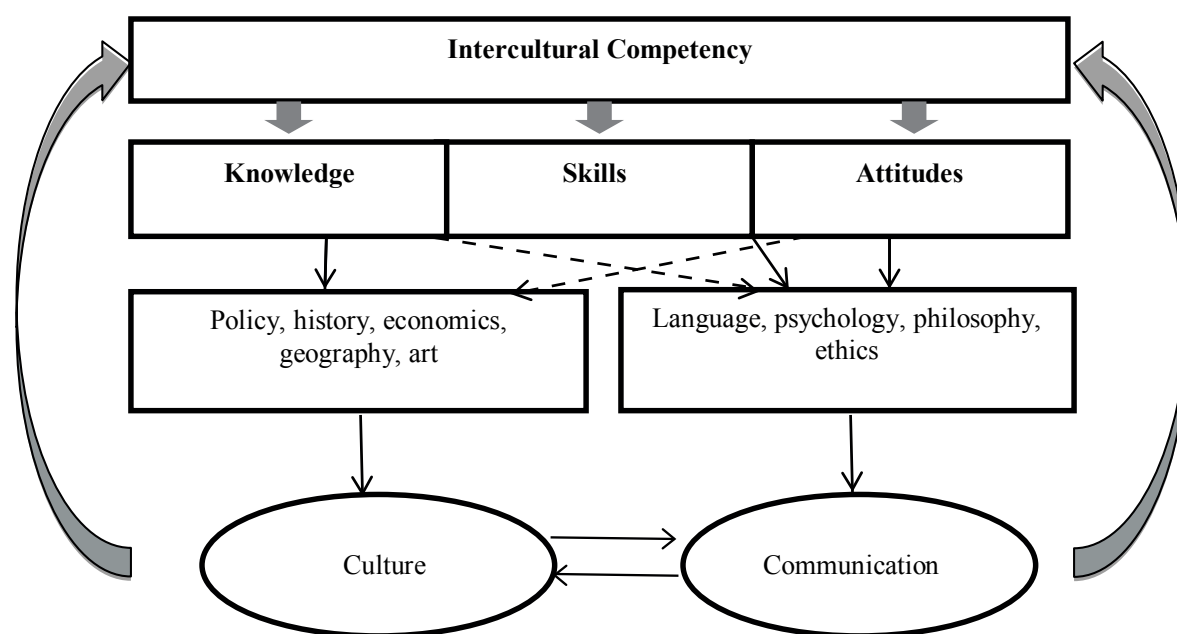 Intercultural Competency
Knowledge
Skills
Attitudes
Policy, history, economics,
geography, art
Language, psychology, philosophy,
ethics
Culture
Communication